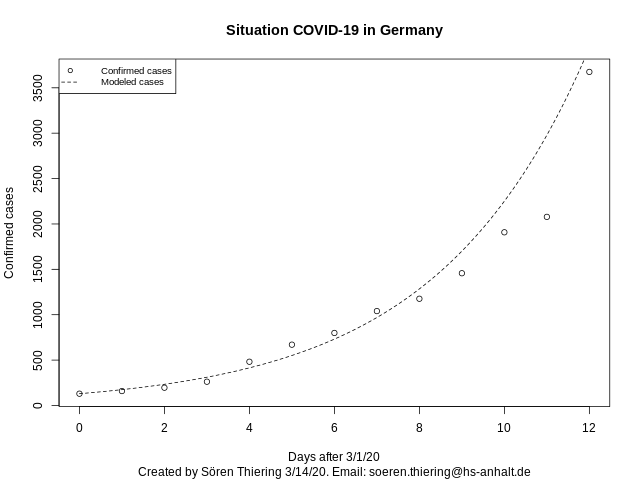 Situation COVID-19 in Germany
Confirmed cases
Modeled cases
Confirmed cases
3500
3000
2500
2000
1500
1000
500
0
0 2 4 6 8 10 12
Days after 3/1/20
Created by Sören Thiering 3/14/20. Email: soeren.thiering@hs-anhalt.de